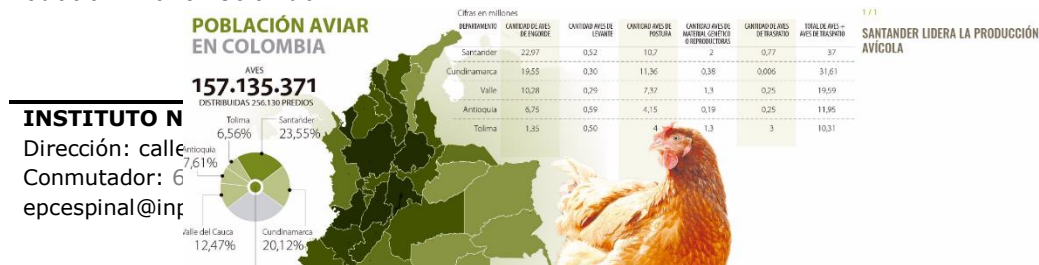 POBLACIÓN AVIAR
EN COLOMBIA
AVES
157.135.371
DISTRIBUIDAS 256.130 PREDIOS
Tolima
6,56%
Santander
23,55%
Antioquia
7,61%
Valle del Cauca
12,47%
Cundinamarca
20,12%
Cifras en millones
DEPARTAMENTO CANTIDAD DE AVES DE ENGORDE CANTIDAD AVES DE LEVANTE CANTIDAD AVES DE POSTURA CANTIDAD AVES DE MATERIAL GENÉTICO O REPRODUCTORAS CANTIDAD DE AVES DE TRASPATIO TOTAL DE AVES + AVES DE TRASPATIO
Santander 22,97 0,52 10,7 2 0,77 37
Cundinamarca 19,55 0,30 11,36 0,38 0,006 31,61
Valle 10,28 0,29 7,37 1,3 0,25 19,59
Antioquia 6,75 0,59 4,15 0,19 0,25 11,95
Tolima 1,35 0,50 4 1,3 3 10,31
1 / 1
SANTANDER LIDERA LA PRODUCCIÓN
AVÍCOLA
INSTITUTO N
Dirección: calle
Conmutador: 6
epcespinal@inp